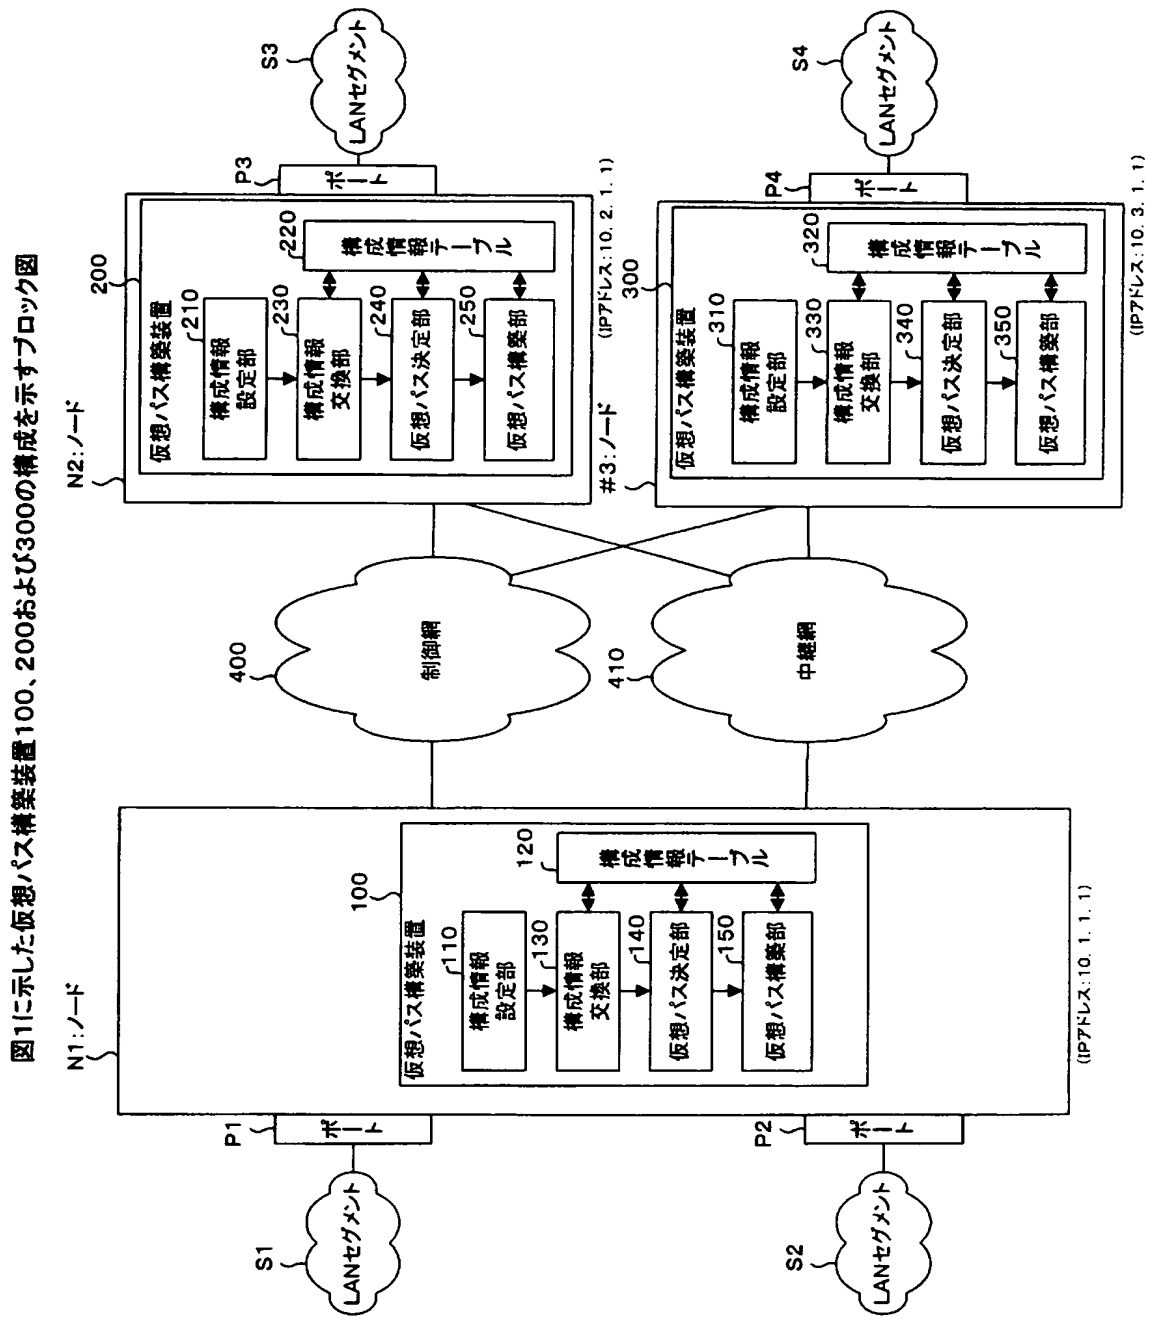 図1に示した仮想パス構築装置100、200および300の構成を示すブロック図
N1:ノード
P1
ポート
S1
LANセグメント
P2
ポート
S2
LANセグメント
100
仮想パス構築装置
110
構成情報
設定部
120
構成情報テーブル
130
構成情報
交換部
140
仮想パス決定部
150
仮想パス構築部
(IPアドレス:10. 1. 1. 1)
400
制御網
410
中継網
N2:ノード
200
仮想パス構築装置
210
構成情報
設定部
220
構成情報テーブル
230
構成情報
交換部
240
仮想パス決定部
250
仮想パス構築部
(IPアドレス:10. 2. 1. 1)
P3
ポート
S3
LANセグメント
#3:ノード
300
仮想パス構築装置
310
構成情報
設定部
320
構成情報テーブル
330
構成情報
交換部
340
仮想パス決定部
350
仮想パス構築部
(IPアドレス:10. 3. 1. 1)
P4
ポート
S4
LANセグメント